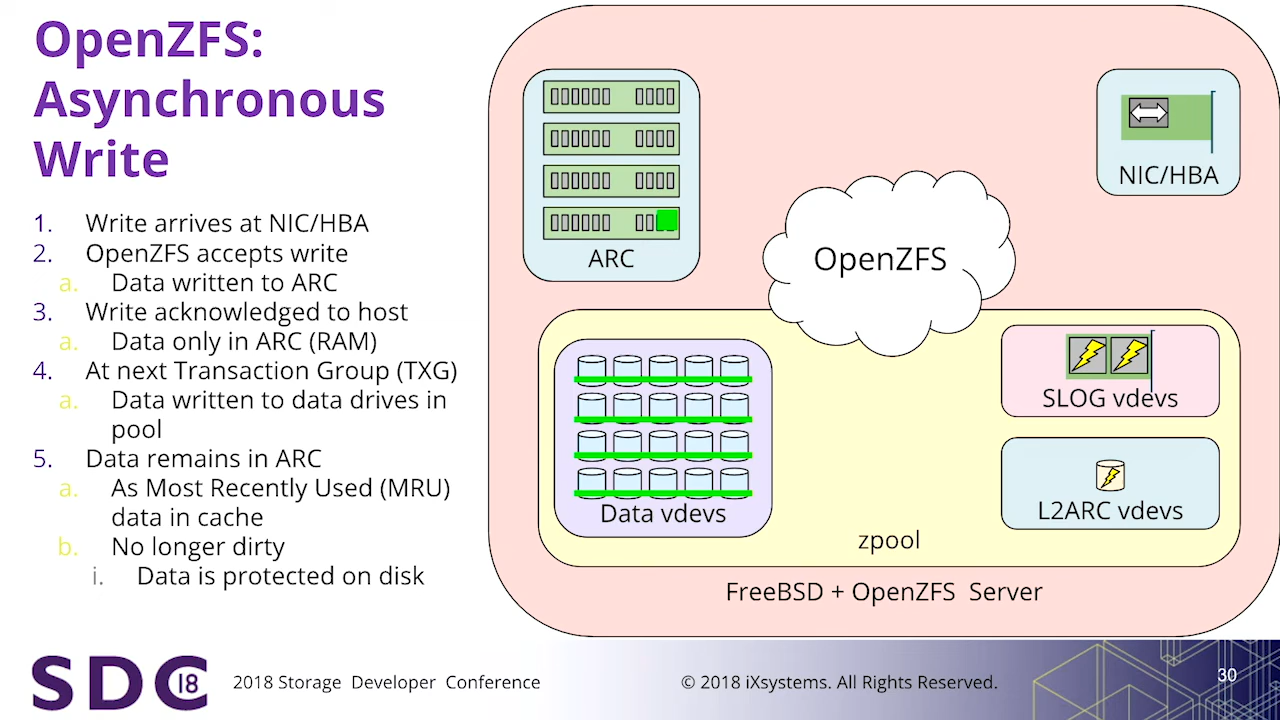 OpenZFS:
Asynchronous
Write
1. Write arrives at NIC/HBA
2. OpenZFS accepts write
a. Data written to ARC
3. Write acknowledged to host
a. Data only in ARC (RAM)
4. At next Transaction Group (TXG)
a. Data written to data drives in
pool
5. Data remains in ARC
a. As Most Recently Used (MRU)
data in cache
b. No longer dirty
i. Data is protected on disk
ARC
NIC/HBA
OpenZFS
SLOG vdevs
L2ARC vdevs
Data vdevs
zpool
FreeBSD + OpenZFS Server
SDC 18
2018 Storage Developer Conference
© 2018 iXsystems. All Rights Reserved.
30